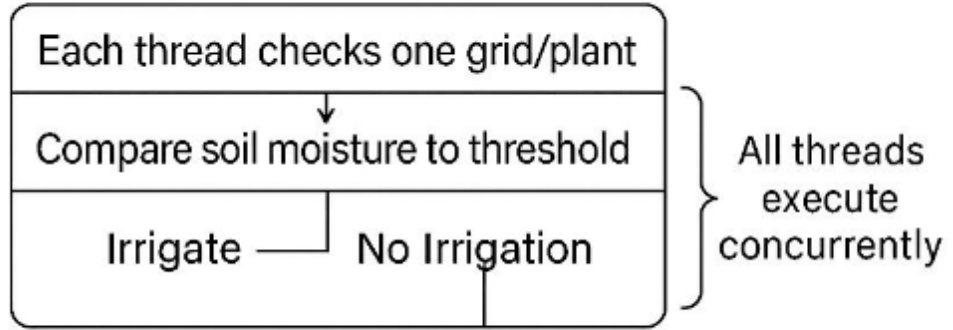 Each thread checks one grid/plant
Compare soil moisture to threshold
Irrigate
No Irrigation
All threads
execute
concurrently